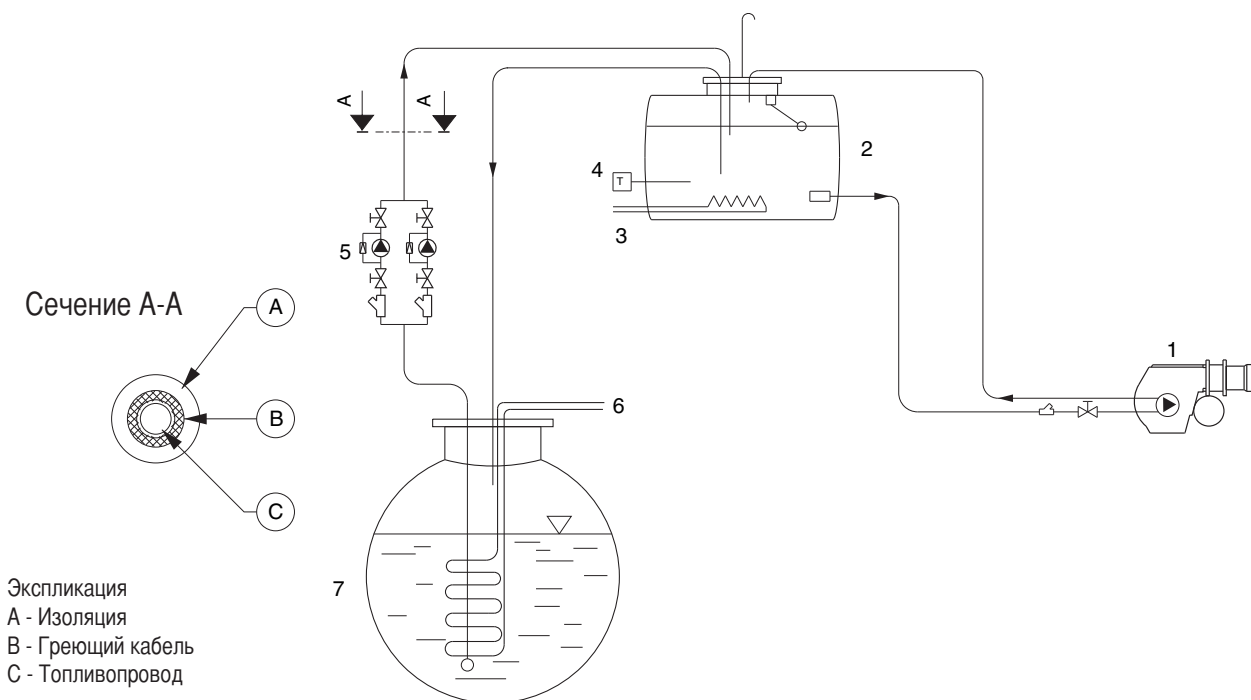 A
A
2
4
T
3
5
Сечение А-А
A
B
C
1
6
7
Экспликация
А - Изоляция
В - Греющий кабель
С - Топливопровод